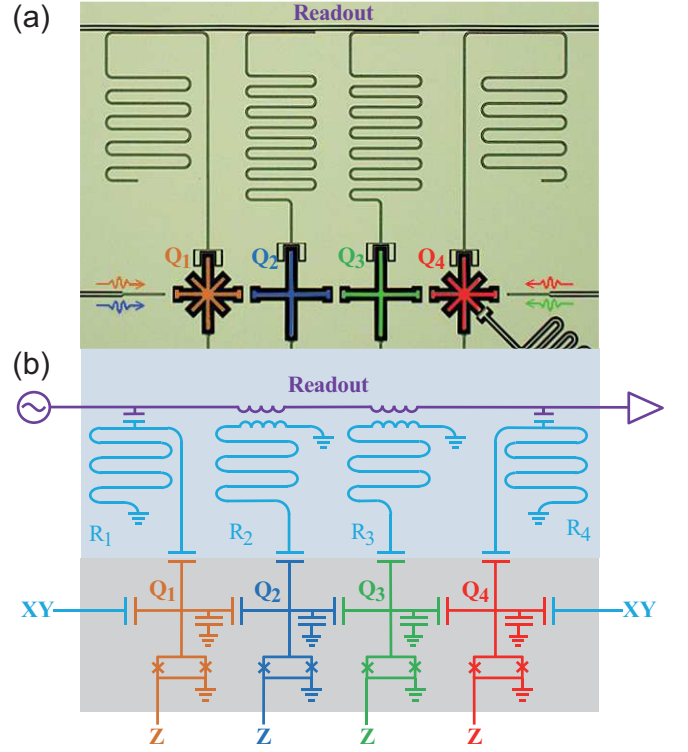 (a)
Readout
Q1 Q2 Q3 Q4
(b)
Readout
R1 R2 R3 R4
Q1 Q2 Q3 Q4
XY XY
Z Z Z Z